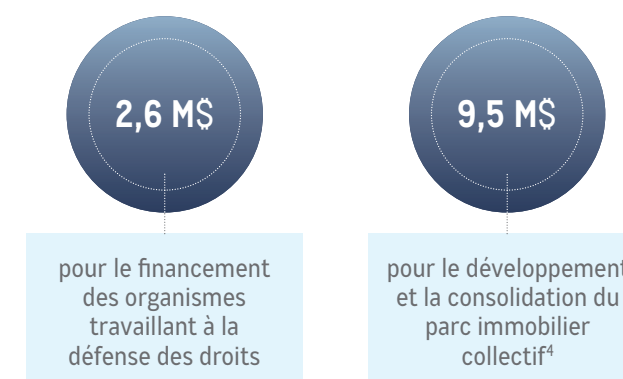 2,6 M$
pour le financement
des organismes
travaillant à la
défense des droits
9,5 M$
pour le développement
et la consolidation du
parc immobilier
collectif⁴